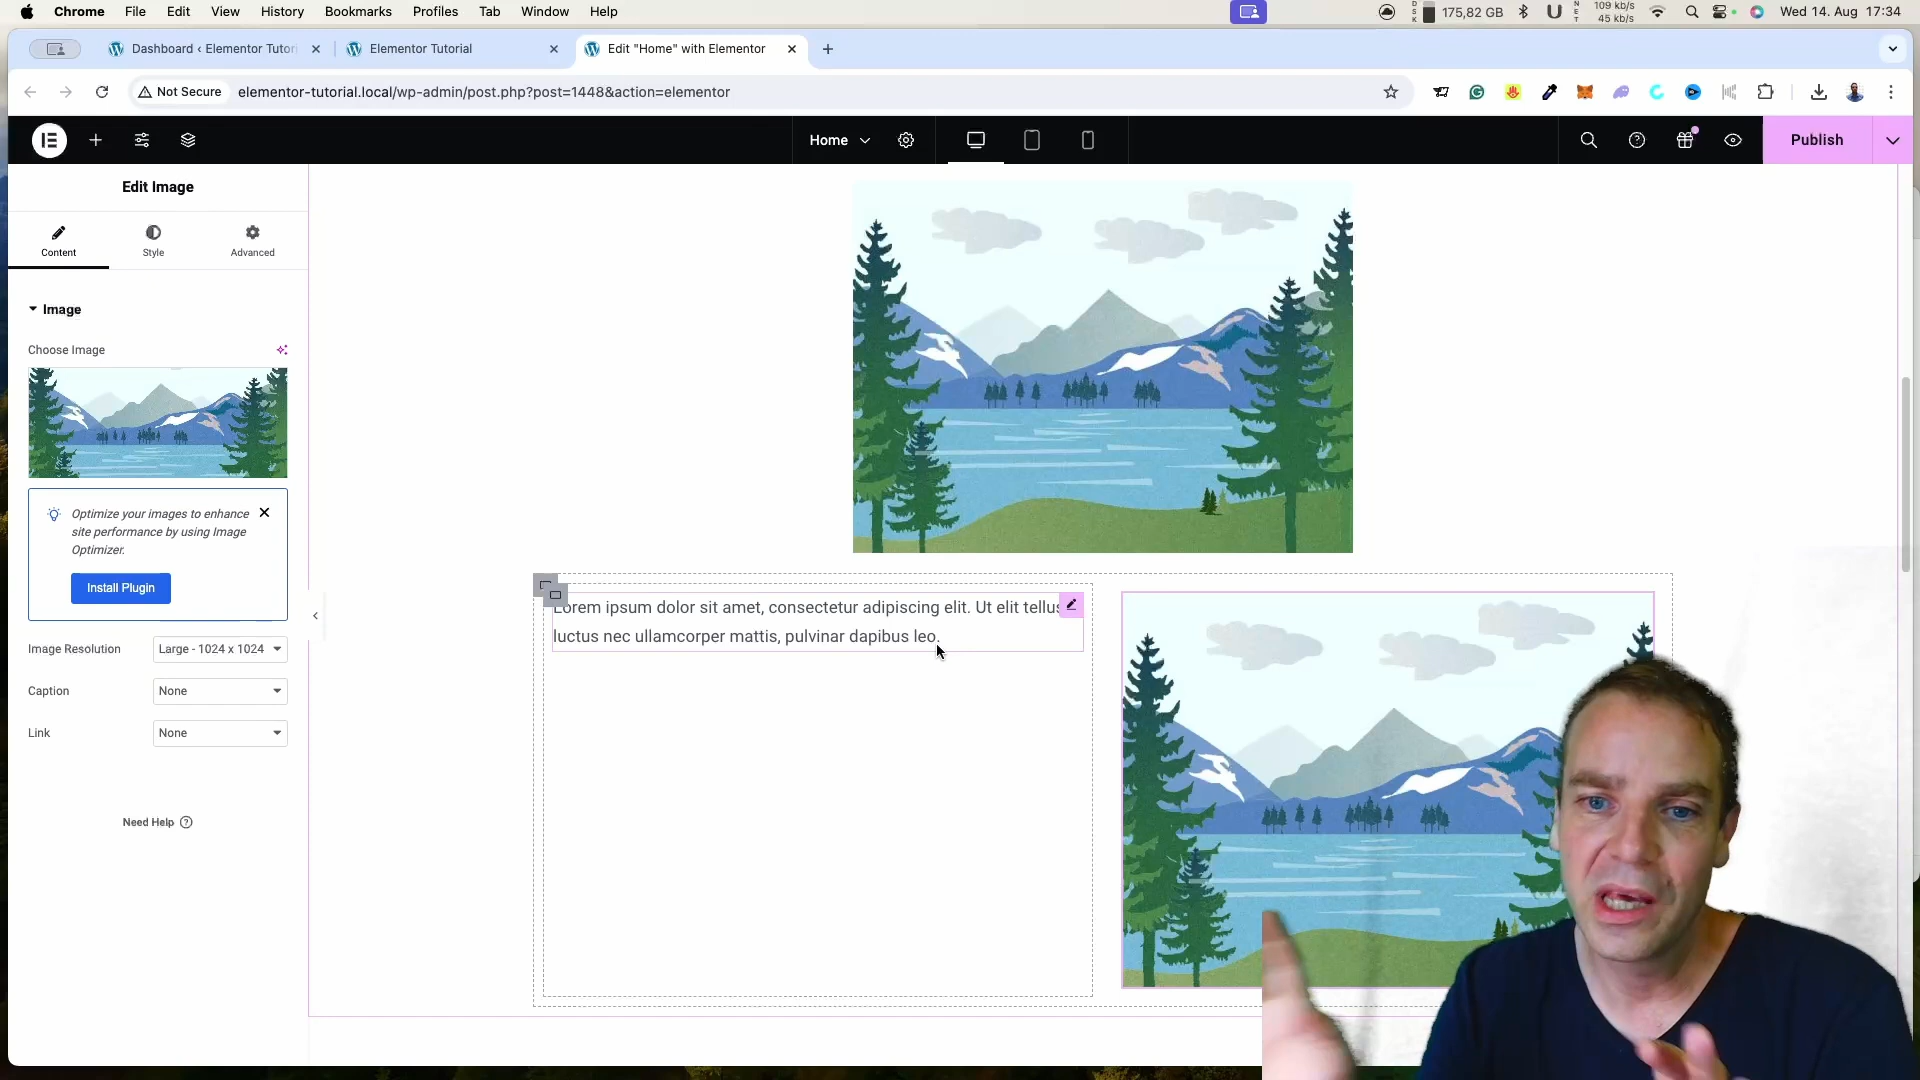 Chrome File Edit View History Bookmarks Profiles Tab Window Help
175,82 GB
109 kb/s
45 kb/s
Wed 14. Aug 17:34
Dashboard ‹ Elementor Tutori
Elementor Tutorial
Edit "Home" with Elementor
Not Secure
elementor-tutorial.local/wp-admin/post.php?post=1448&action=elementor
Home
Publish
Edit Image
Content
Style
Advanced
Image
Choose Image
Optimize your images to enhance
site performance by using Image
Optimizer.
Install Plugin
Image Resolution
Large - 1024 x 1024
Caption
None
Link
None
Need Help
Lorem ipsum dolor sit amet, consectetur adipiscing elit. Ut elit tellus
luctus nec ullamcorper mattis, pulvinar dapibus leo.